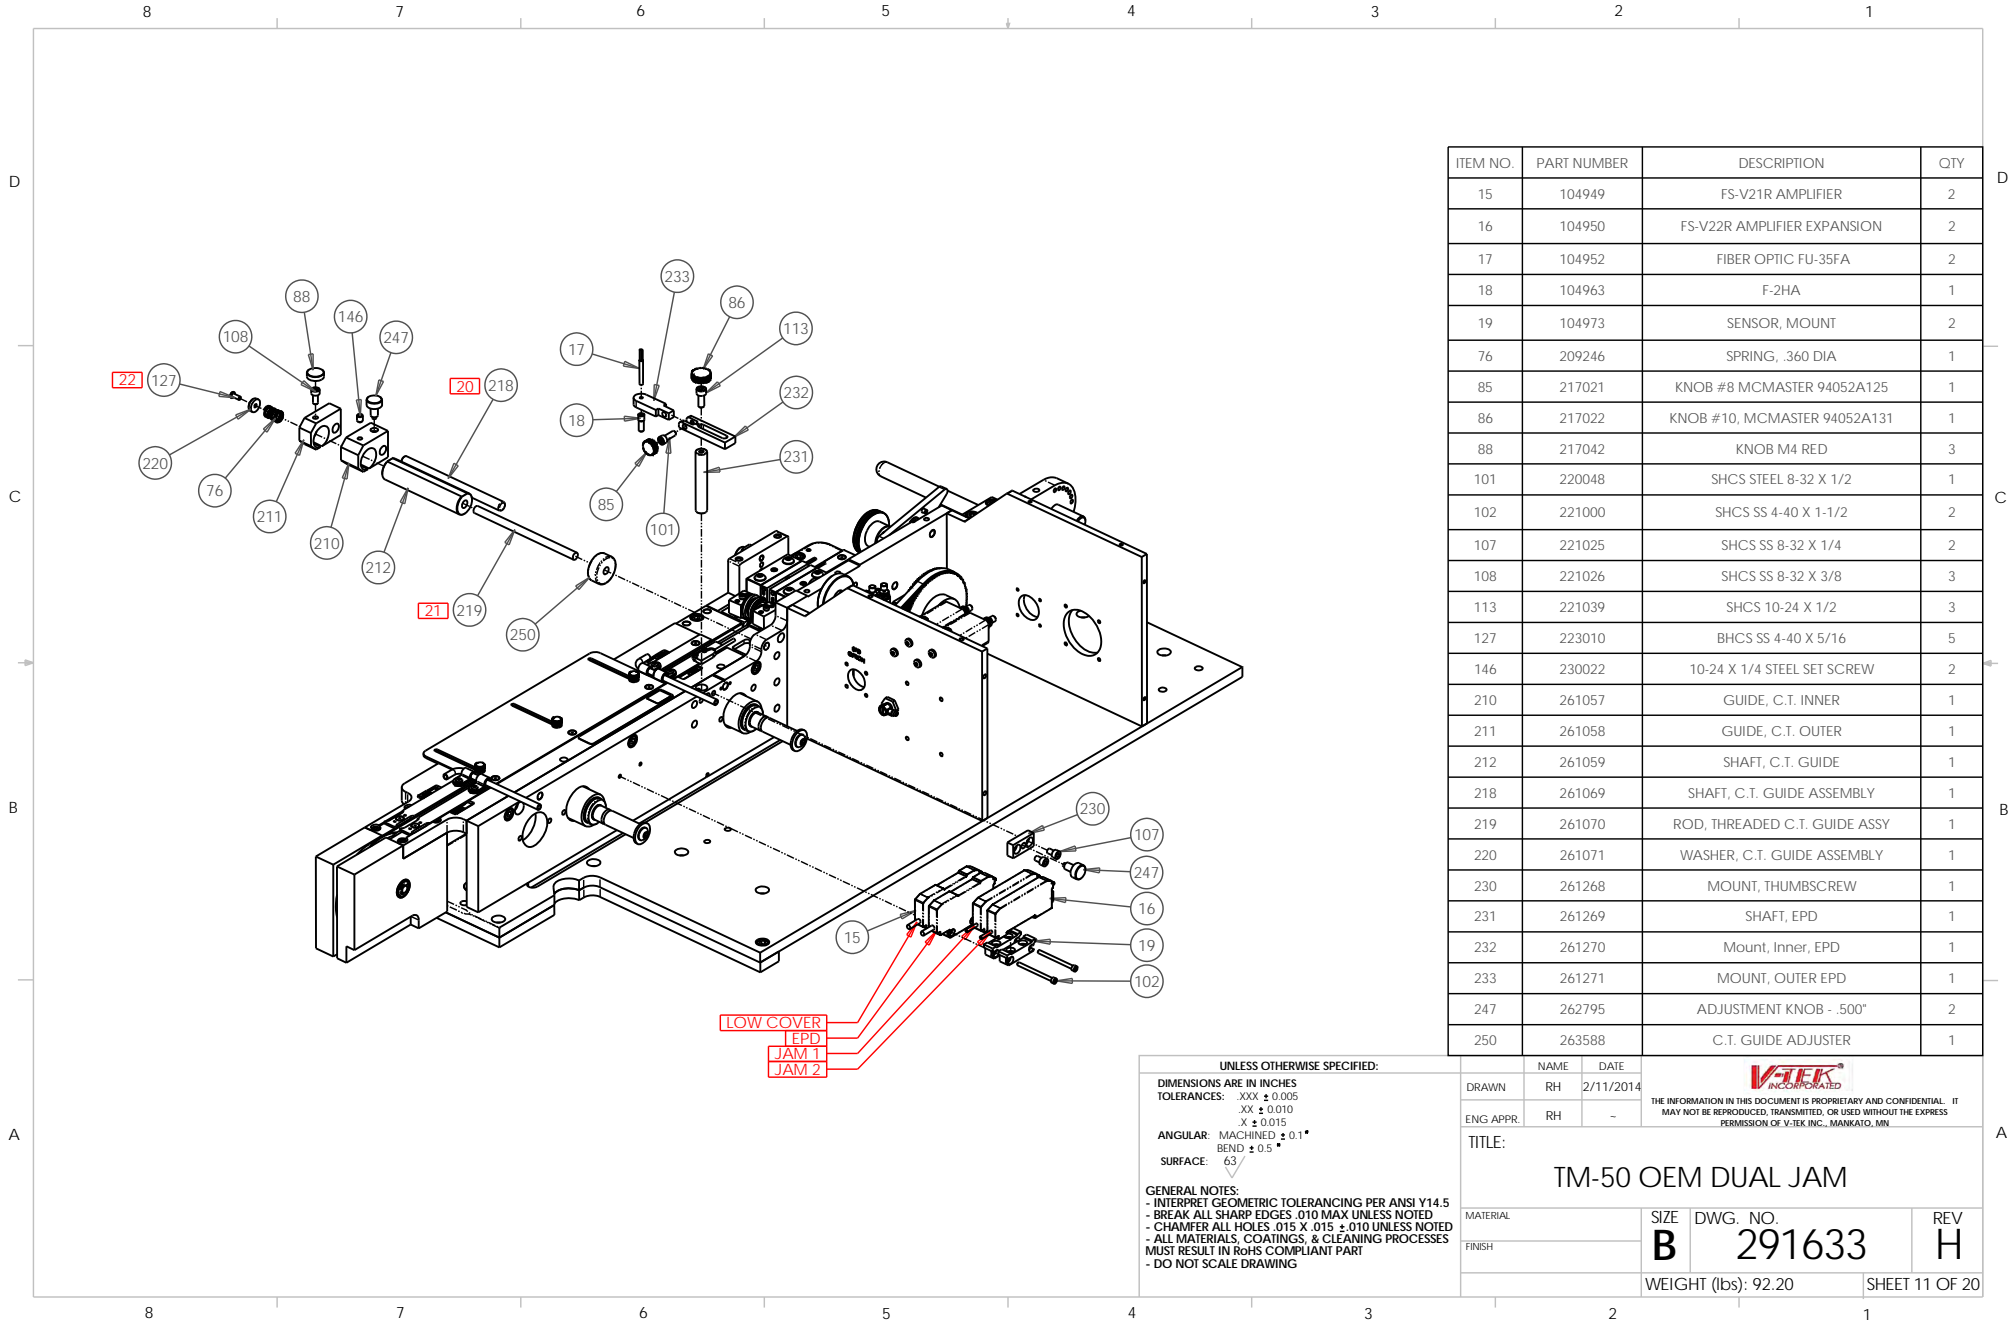 8 7 6 5 4 3 2 1
D
D
C
C
B
B
A
A
ITEM NO. PART NUMBER DESCRIPTION QTY
15 104949 FS-V21R AMPLIFIER 2
16 104950 FS-V22R AMPLIFIER EXPANSION 2
17 104952 FIBER OPTIC FU-35FA 2
18 104963 F-2HA 1
19 104973 SENSOR, MOUNT 2
76 209246 SPRING, .360 DIA 1
85 217021 KNOB #8 MCMASTER 94052A125 1
86 217022 KNOB #10, MCMASTER 94052A131 1
88 217042 KNOB M4 RED 3
101 220048 SHCS STEEL 8-32 X 1/2 1
102 221000 SHCS SS 4-40 X 1-1/2 2
107 221025 SHCS SS 8-32 X 1/4 2
108 221026 SHCS SS 8-32 X 3/8 3
113 221039 SHCS 10-24 X 1/2 3
127 223010 BHCS SS 4-40 X 5/16 5
146 230022 10-24 X 1/4 STEEL SET SCREW 2
210 261057 GUIDE, C.T. INNER 1
211 261058 GUIDE, C.T. OUTER 1
212 261059 SHAFT, C.T. GUIDE 1
218 261069 SHAFT, C.T. GUIDE ASSEMBLY 1
219 261070 ROD, THREADED C.T. GUIDE ASSY 1
220 261071 WASHER, C.T. GUIDE ASSEMBLY 1
230 261268 MOUNT, THUMBSCREW 1
231 261269 SHAFT, EPD 1
232 261270 Mount, Inner, EPD 1
233 261271 MOUNT, OUTER EPD 1
247 262795 ADJUSTMENT KNOB - .500" 2
250 263588 C.T. GUIDE ADJUSTER 1
233
88
86
146
113
108
247
17
22 127
20 218
232
18
220
231
76
85
211
101
210
212
21 219
250
230
107
247
16
15
19
102
LOW COVER
EPD
JAM 1
JAM 2
UNLESS OTHERWISE SPECIFIED:
DIMENSIONS ARE IN INCHES
TOLERANCES: .XXX ± 0.005
.XX ± 0.010
.X ± 0.015
ANGULAR: MACHINED ± 0.1°
BEND ± 0.5 °
SURFACE: 63
GENERAL NOTES:
- INTERPRET GEOMETRIC TOLERANCING PER ANSI Y14.5
- BREAK ALL SHARP EDGES .010 MAX UNLESS NOTED
- CHAMFER ALL HOLES .015 X .015 ±.010 UNLESS NOTED
- ALL MATERIALS, COATINGS, & CLEANING PROCESSES
MUST RESULT IN RoHS COMPLIANT PART
- DO NOT SCALE DRAWING
NAME DATE
DRAWN RH 2/11/2014
ENG APPR. RH ~
V-TEK®
INCORPORATED
THE INFORMATION IN THIS DOCUMENT IS PROPRIETARY AND CONFIDENTIAL. IT
MAY NOT BE REPRODUCED, TRANSMITTED, OR USED WITHOUT THE EXPRESS
PERMISSION OF V-TEK INC., MANKATO, MN
TITLE:
TM-50 OEM DUAL JAM
MATERIAL
FINISH
SIZE
B
DWG. NO.
291633
REV
H
WEIGHT (lbs): 92.20
SHEET 11 OF 20
8 7 6 5 4 3 2 1